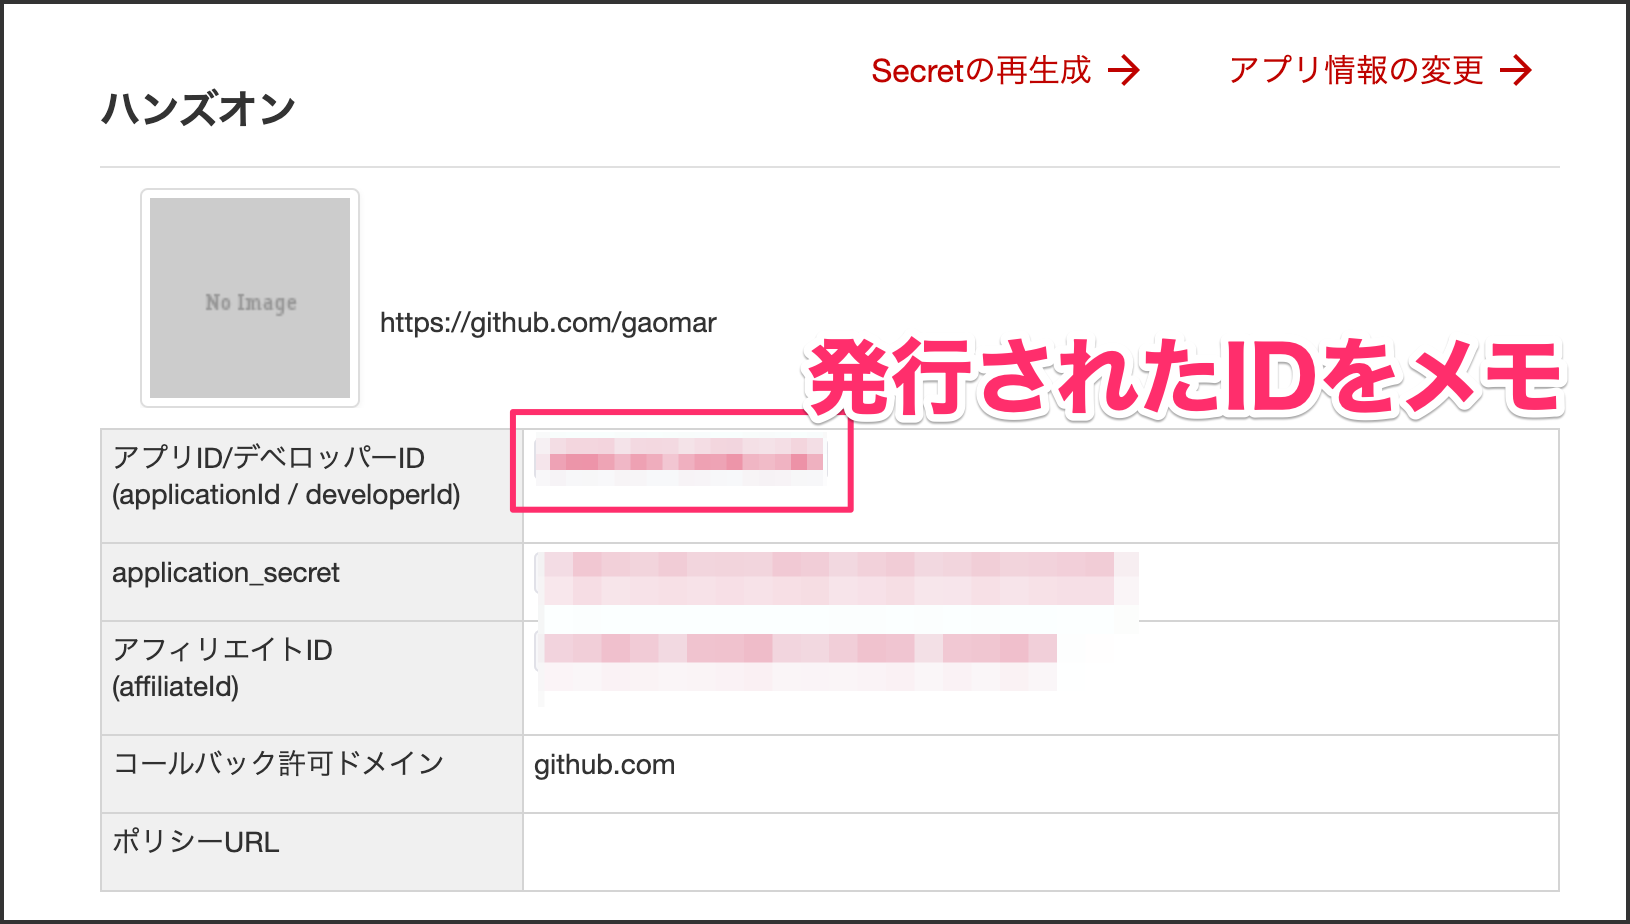 Secretの再生成 →
アプリ情報の変更 →
ハンズオン
No Image
https://github.com/gaomar
発行されたIDをメモ
アプリID/デベロッパーID
(applicationId / developerId)
application_secret
アフィリエイトID
(affiliateId)
コールバック許可ドメイン
github.com
ポリシーURL